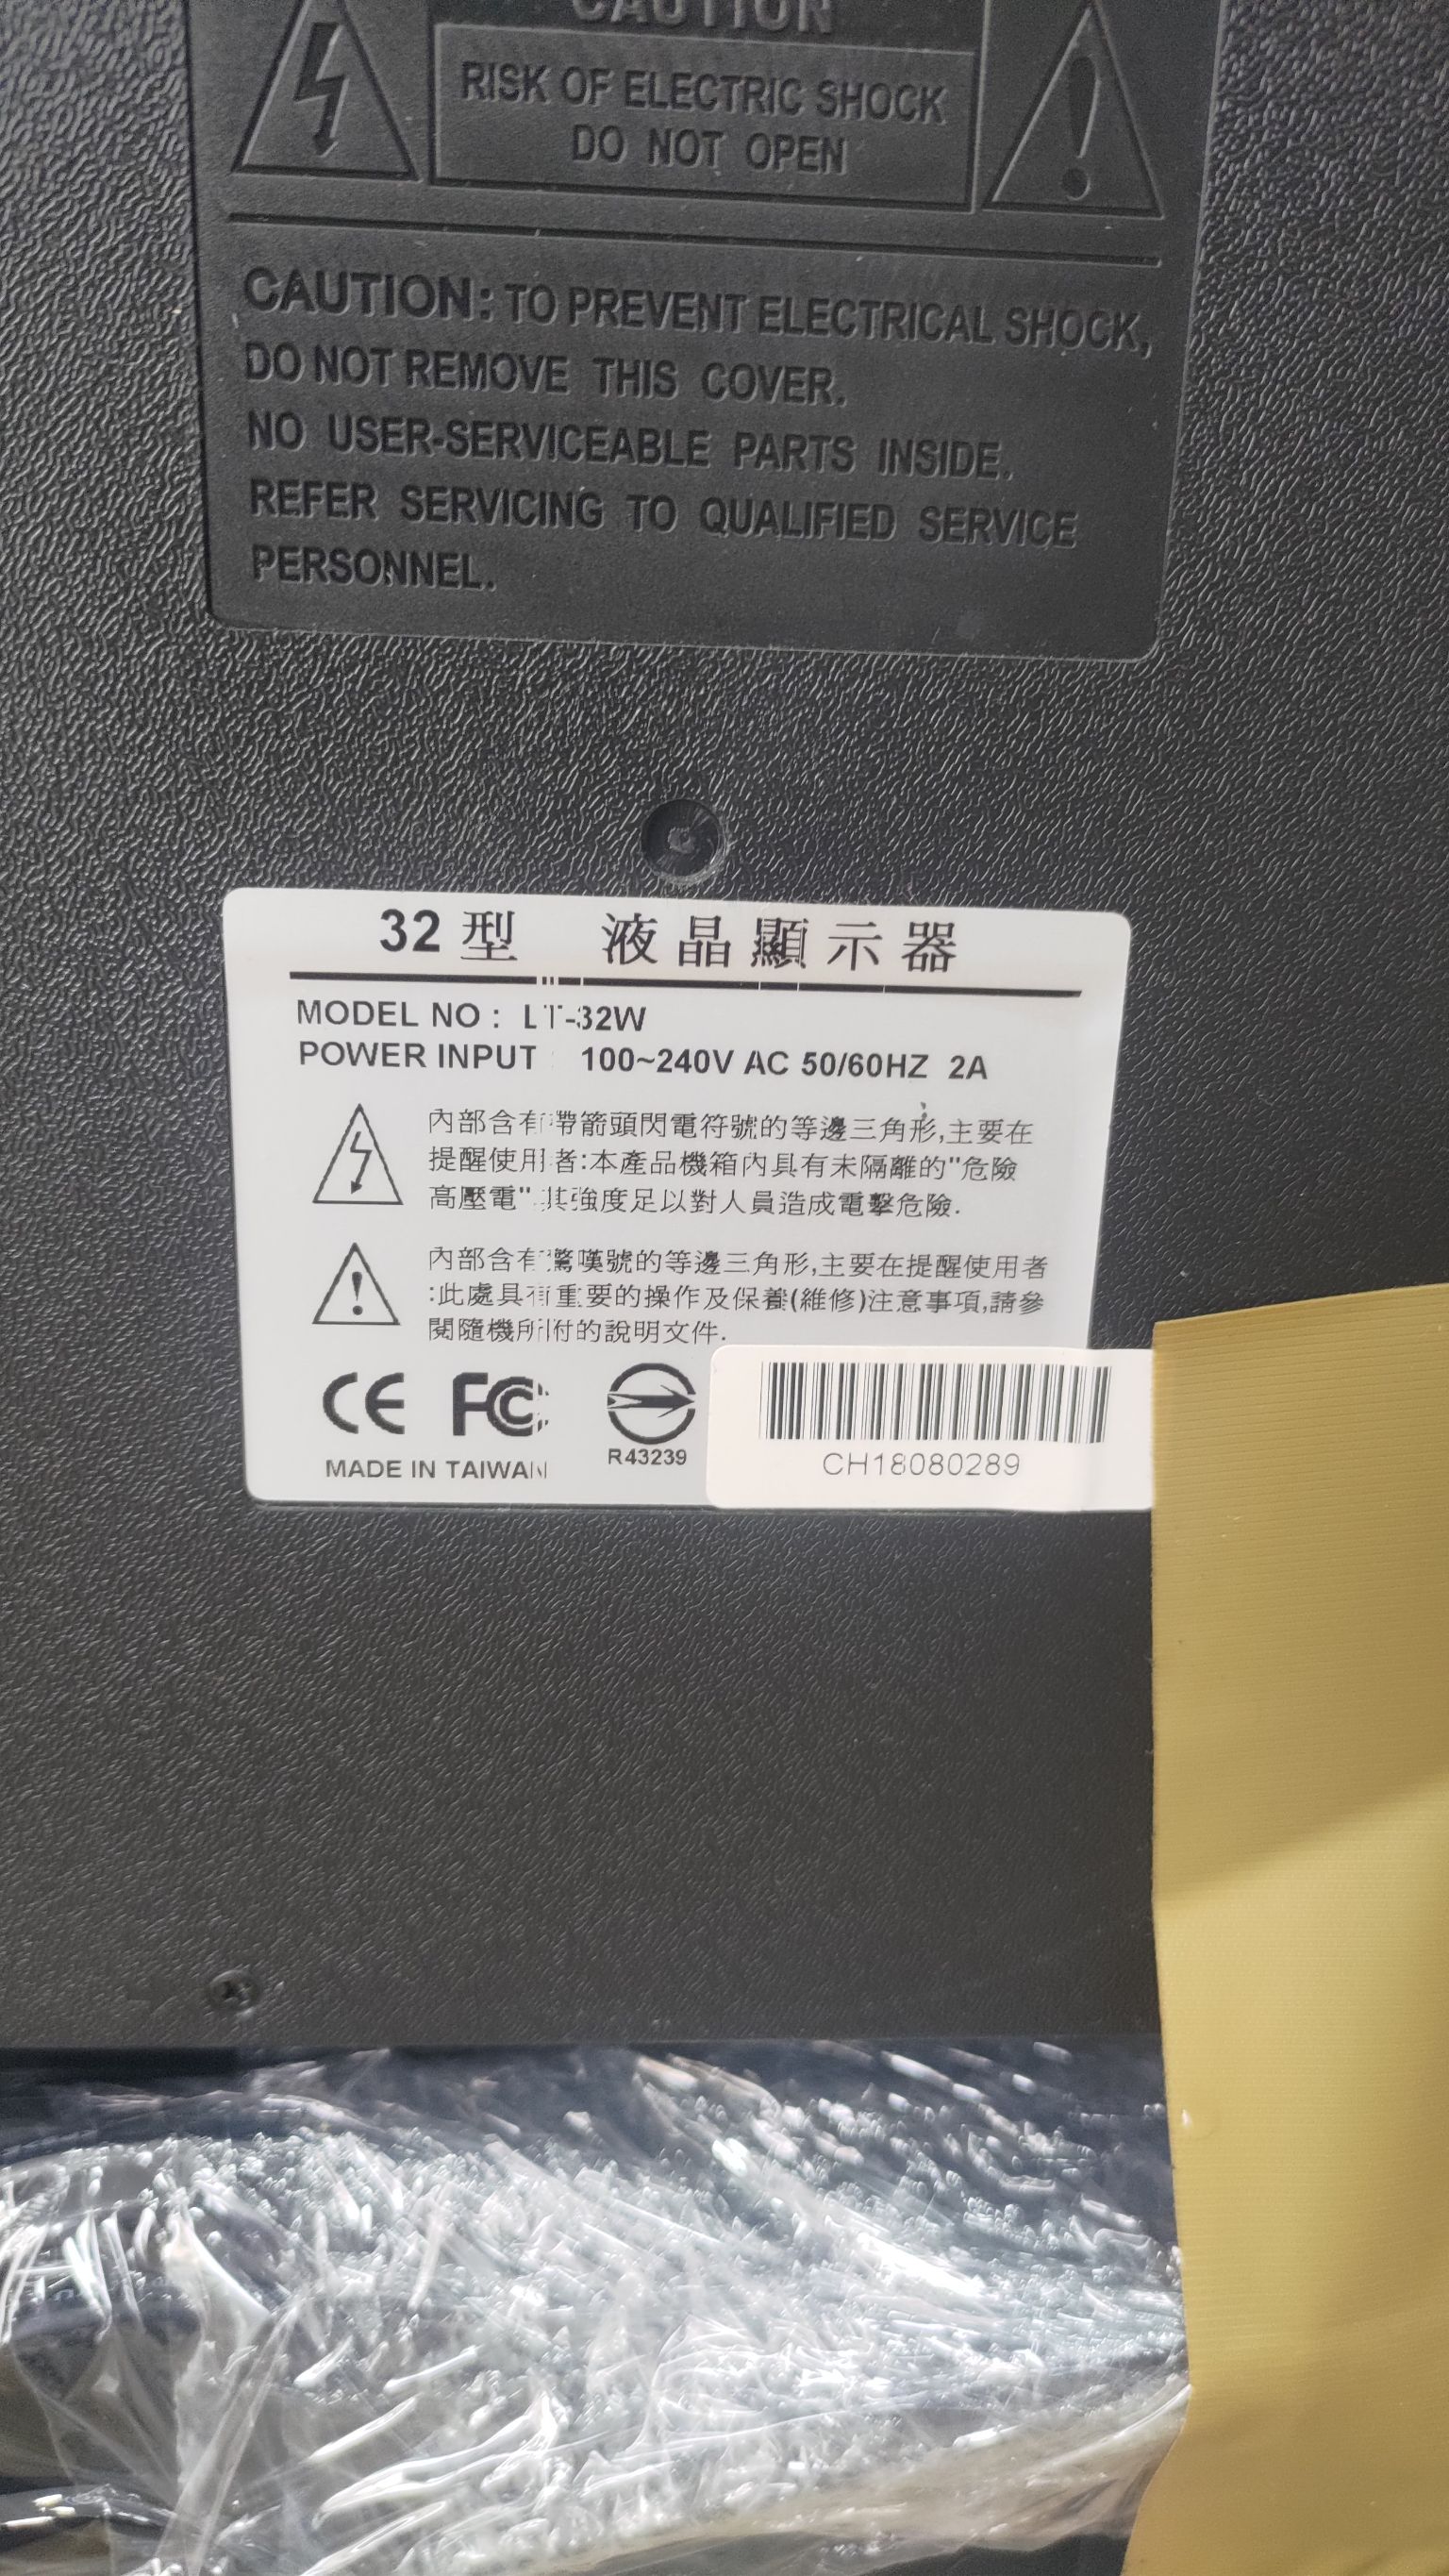 CAUTION
RISK OF ELECTRIC SHOCK
DO NOT OPEN
CAUTION: TO PREVENT ELECTRICAL SHOCK,
DO NOT REMOVE THIS COVER.
NO USER-SERVICEABLE PARTS INSIDE.
REFER SERVICING TO QUALIFIED SERVICE
PERSONNEL.
32型 液晶顯示器
MODEL NO : LT-32W
POWER INPUT : 100~240V AC 50/60HZ 2A
內部含有帶箭頭閃電符號的等邊三角形,主要在
提醒使用者:本產品機箱內具有未隔離的"危險
高壓電",其強度足以對人員造成電擊危險.
內部含有驚嘆號的等邊三角形,主要在提醒使用者
:此處具有重要的操作及保養(維修)注意事項,請參
閱隨機所附的說明文件.
CE FC
R43239
MADE IN TAIWAN
CH18080289